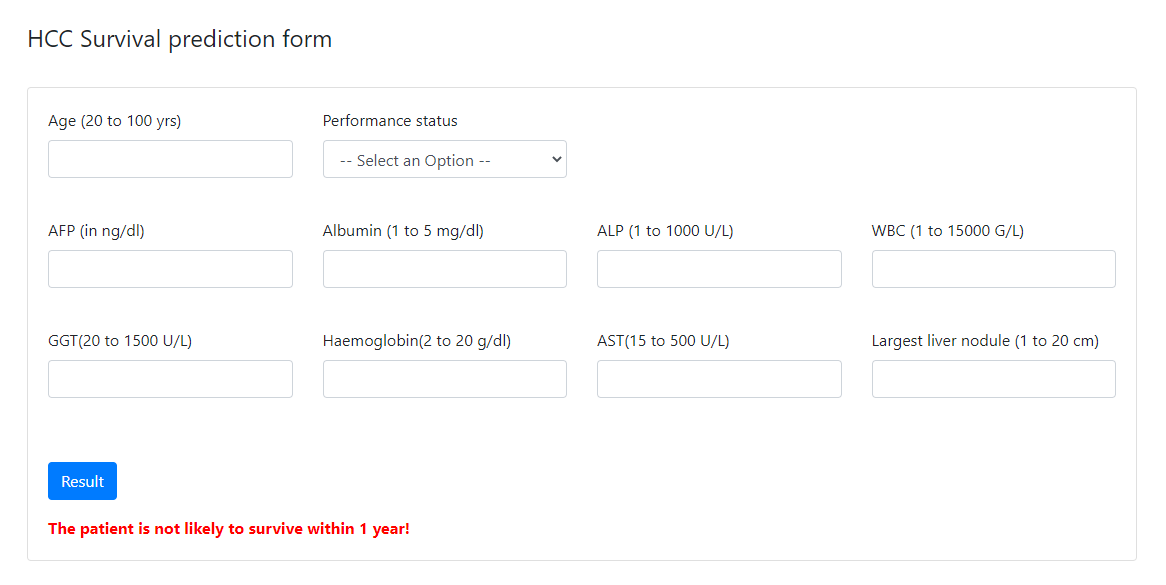 HCC Survival prediction form
Age (20 to 100 yrs)
Performance status
-- Select an Option --
AFP (in ng/dl)
Albumin (1 to 5 mg/dl)
ALP (1 to 1000 U/L)
WBC (1 to 15000 G/L)
GGT(20 to 1500 U/L)
Haemoglobin(2 to 20 g/dl)
AST(15 to 500 U/L)
Largest liver nodule (1 to 20 cm)
Result
The patient is not likely to survive within 1 year!